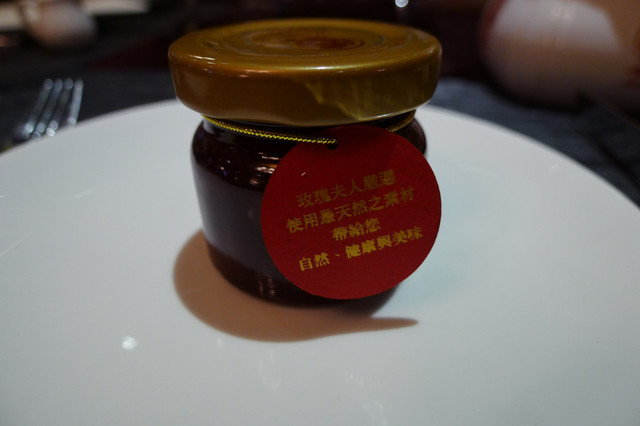 玫瑰夫人嚴選
使用最天然之素材
帶給您
自然、健康與美味